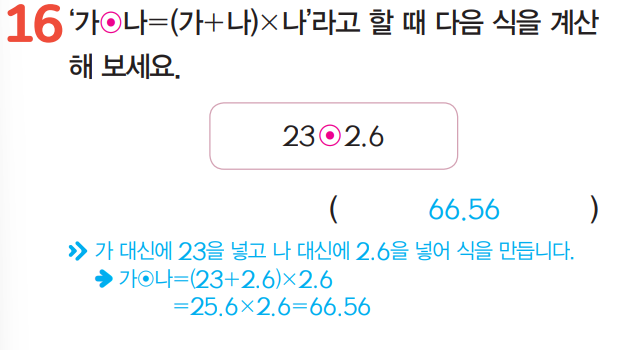 16 ‘가⊙나=(가+나)×나’라고 할 때 다음 식을 계산
해 보세요.
23⊙2.6
( 66.56 )
≫ 가 대신에 23을 넣고 나 대신에 2.6을 넣어 식을 만듭니다.
➔ 가⊙나=(23+2.6)×2.6
=25.6×2.6=66.56